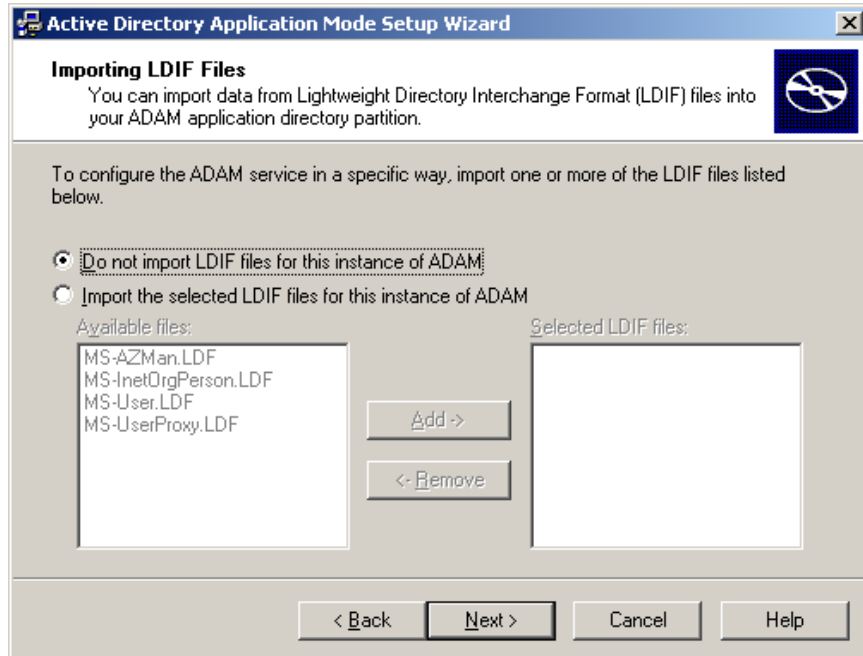 Active Directory Application Mode Setup Wizard
Importing LDIF Files
You can import data from Lightweight Directory Interchange Format (LDIF) files into
your ADAM application directory partition.
To configure the ADAM service in a specific way, import one or more of the LDIF files listed
below.
Do not import LDIF files for this instance of ADAM
Import the selected LDIF files for this instance of ADAM
Available files:
Selected LDIF files:
MS-AZMan.LDF
MS-InetOrgPerson.LDF
MS-User.LDF
MS-UserProxy.LDF
Add ->
<- Remove
< Back
Next >
Cancel
Help